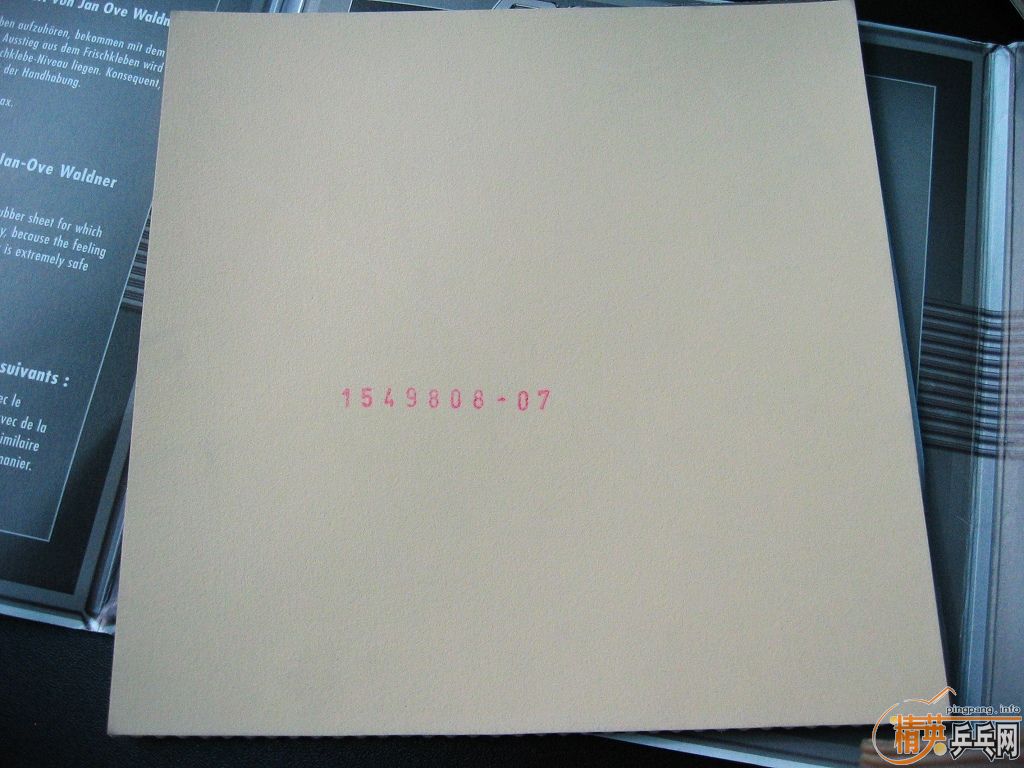 von Jan Ove Waldn
ben aufzuhören, bekommen mit dem
Ausstieg aus dem Frischkleben wird
chklebe-Niveau liegen. Konsequent,
der Handhabung.
ax.
Jan-Ove Waldner
ubber sheet for which
y, because the feeling
is extremely safe
suivants :
ec le
vec de la
imilaire
manier.
1549808-07
pingpang.info
精英乒乓网